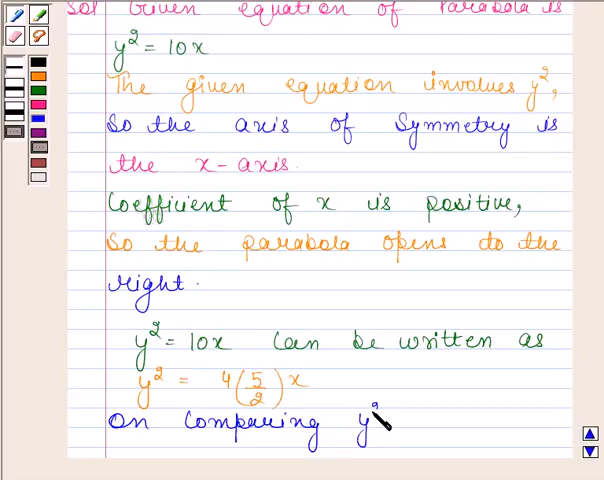 Sol Given equation of Parabola is
y² = 10x
The given equation involves y²,
So the axis of Symmetry is
the x-axis.
Coefficient of x is positive,
So the parabola opens to the
right.
y² = 10x can be written as
y² = 4(5/2)x
On comparing y²